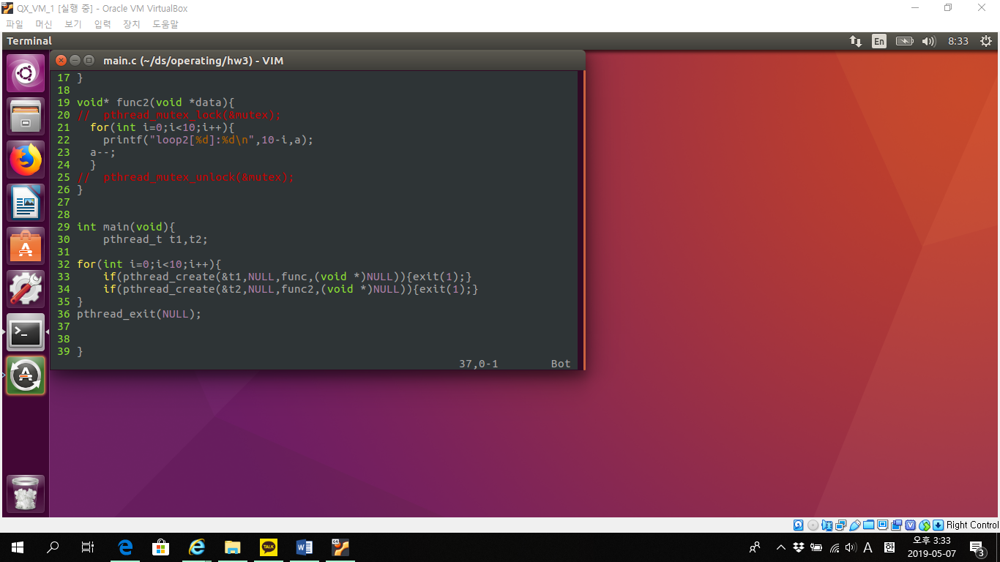 QX_VM_1 [실행 중] - Oracle VM VirtualBox
파일 머신 보기 입력 장치 도움말
Terminal En 8:33
main.c (~/ds/operating/hw3) - VIM
17 }
18
19 void* func2(void *data){
20 //  pthread_mutex_lock(&mutex);
21   for(int i=0;i<10;i++){
22     printf("loop2[%d]:%d\n",10-i,a);
23   a--;
24   }
25 //  pthread_mutex_unlock(&mutex);
26 }
27
28
29 int main(void){
30     pthread_t t1,t2;
31
32 for(int i=0;i<10;i++){
33     if(pthread_create(&t1,NULL,func,(void *)NULL)){exit(1);}
34     if(pthread_create(&t2,NULL,func2,(void *)NULL)){exit(1);}
35 }
36 pthread_exit(NULL);
37
38
39 }
37,0-1 Bot
Right Control
TALK
A 한 오후 3:33
2019-05-07
3